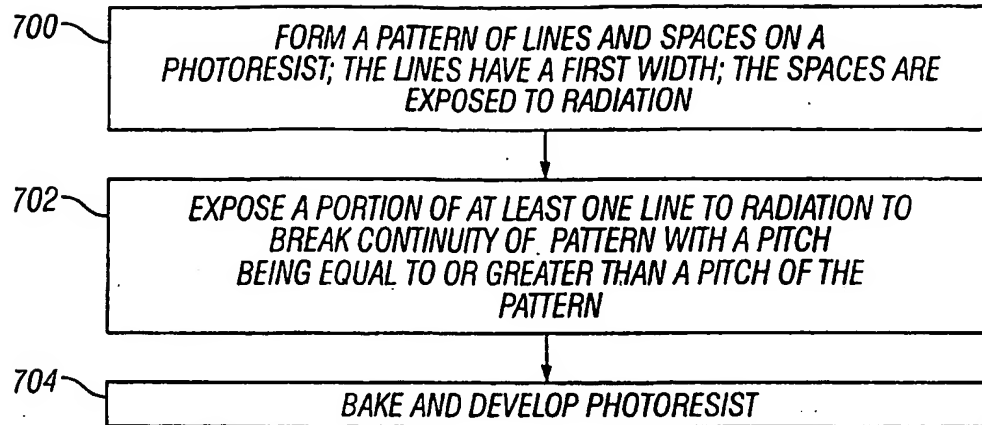 700
FORM A PATTERN OF LINES AND SPACES ON A
PHOTORESIST; THE LINES HAVE A FIRST WIDTH; THE SPACES ARE
EXPOSED TO RADIATION
702
EXPOSE A PORTION OF AT LEAST ONE LINE TO RADIATION TO
BREAK CONTINUITY OF PATTERN WITH A PITCH
BEING EQUAL TO OR GREATER THAN A PITCH OF THE
PATTERN
704
BAKE AND DEVELOP PHOTORESIST